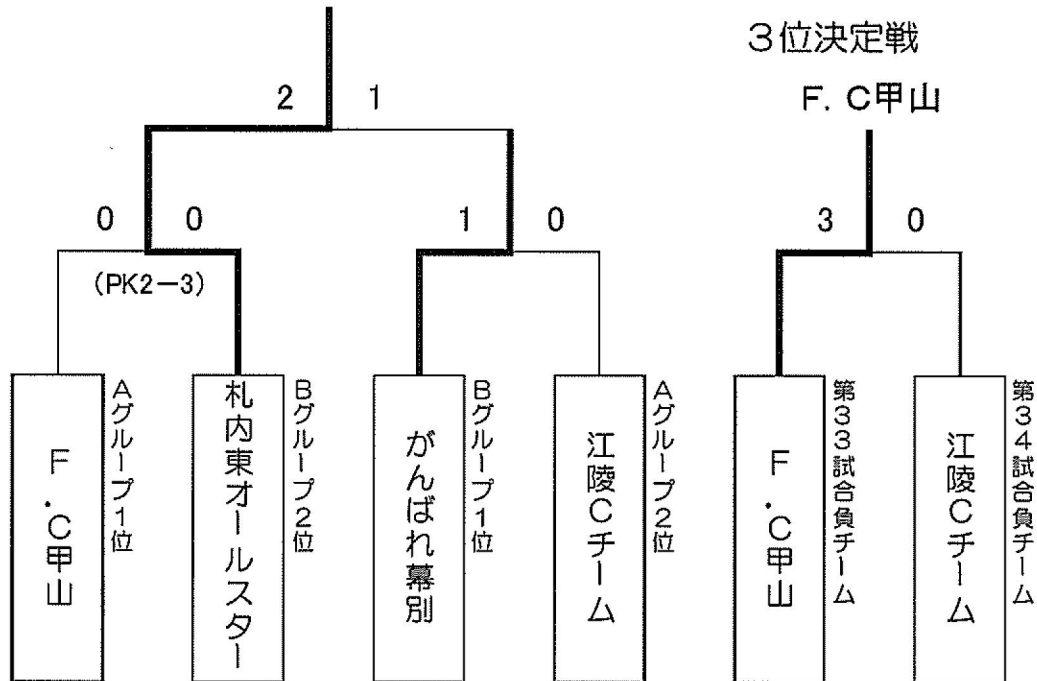 3位決定戦
F. C甲山
2 1
0 0
(PK2-3)
1 0
3 0
F.C甲山
Aグループ1位
札内東オールスター
Bグループ2位
がんばれ幕別
Bグループ1位
江陵Cチーム
Aグループ2位
F.C甲山
第33試合負チーム
江陵Cチーム
第34試合負チーム